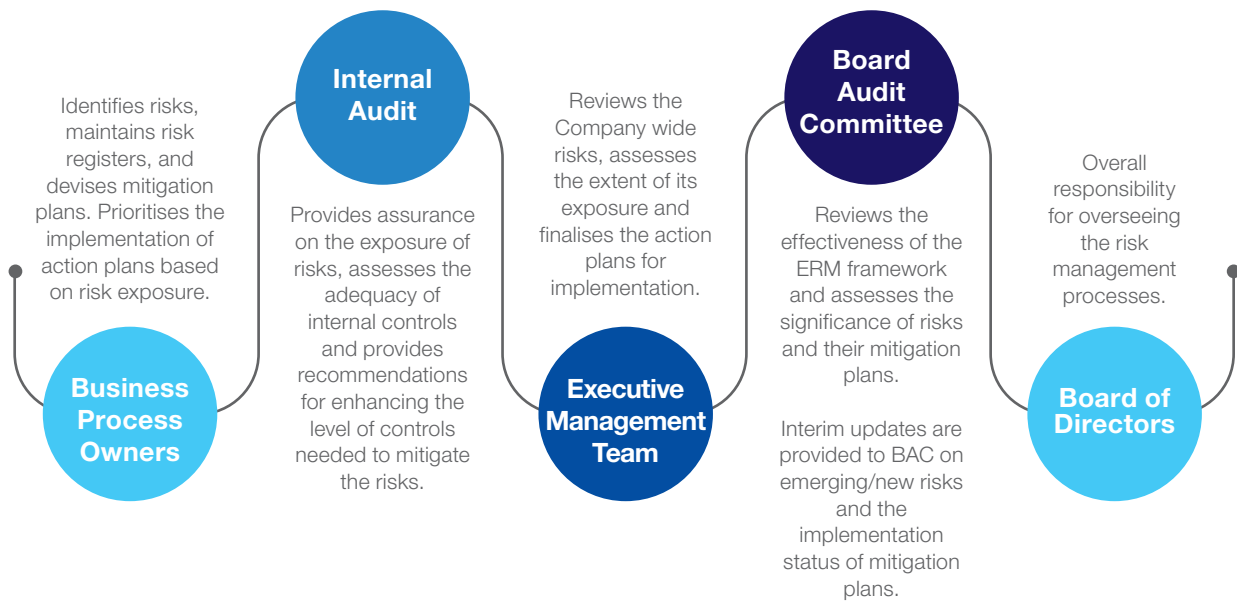 Identifies risks,
maintains risk
registers, and
devises mitigation
plans. Prioritises the
implementation of
action plans based
on risk exposure.
Business
Process
Owners
Internal
Audit
Provides assurance
on the exposure of
risks, assesses the
adequacy of
internal controls
and provides
recommendations
for enhancing the
level of controls
needed to mitigate
the risks.
Reviews the
Company wide
risks, assesses
the extent of its
exposure and
finalises the action
plans for
implementation.
Executive
Management
Team
Board
Audit
Committee
Reviews the
effectiveness of the
ERM framework
and assesses the
significance of risks
and their mitigation
plans.
Interim updates are
provided to BAC on
emerging/new risks
and the
implementation
status of mitigation
plans.
Overall
responsibility
for overseeing
the risk
management
processes.
Board of
Directors